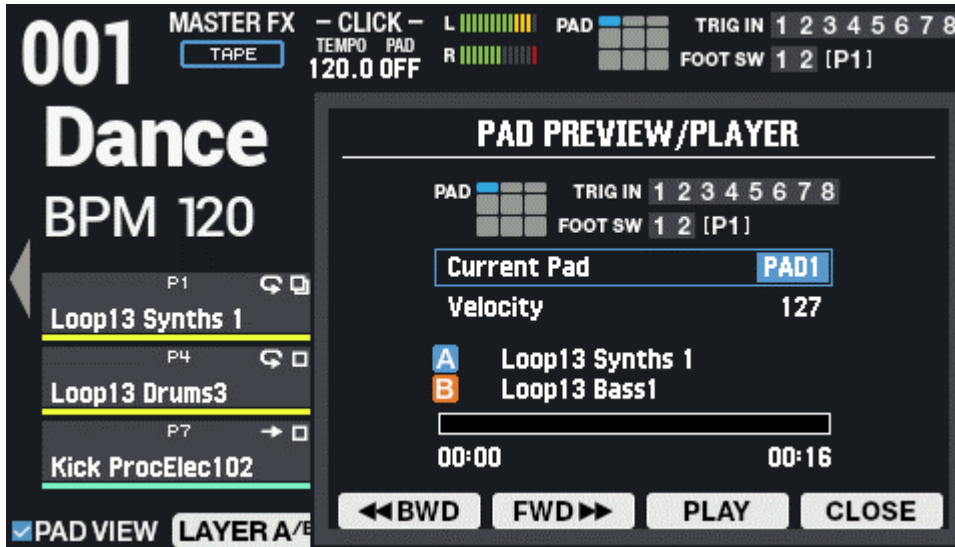 001
MASTER FX
TAPE
– CLICK –
TEMPO PAD
120.0 OFF
L
R
PAD
TRIG IN 1 2 3 4 5 6 7 8
FOOT SW 1 2 [P1]
Dance
BPM 120
P1
Loop13 Synths 1
P4
Loop13 Drums3
P7
Kick ProcElec102
PAD VIEW
LAYER A/B
PAD PREVIEW/PLAYER
PAD
TRIG IN 1 2 3 4 5 6 7 8
FOOT SW 1 2 [P1]
Current Pad PAD1
Velocity 127
A Loop13 Synths 1
B Loop13 Bass1
00:00 00:16
BWD FWD PLAY CLOSE